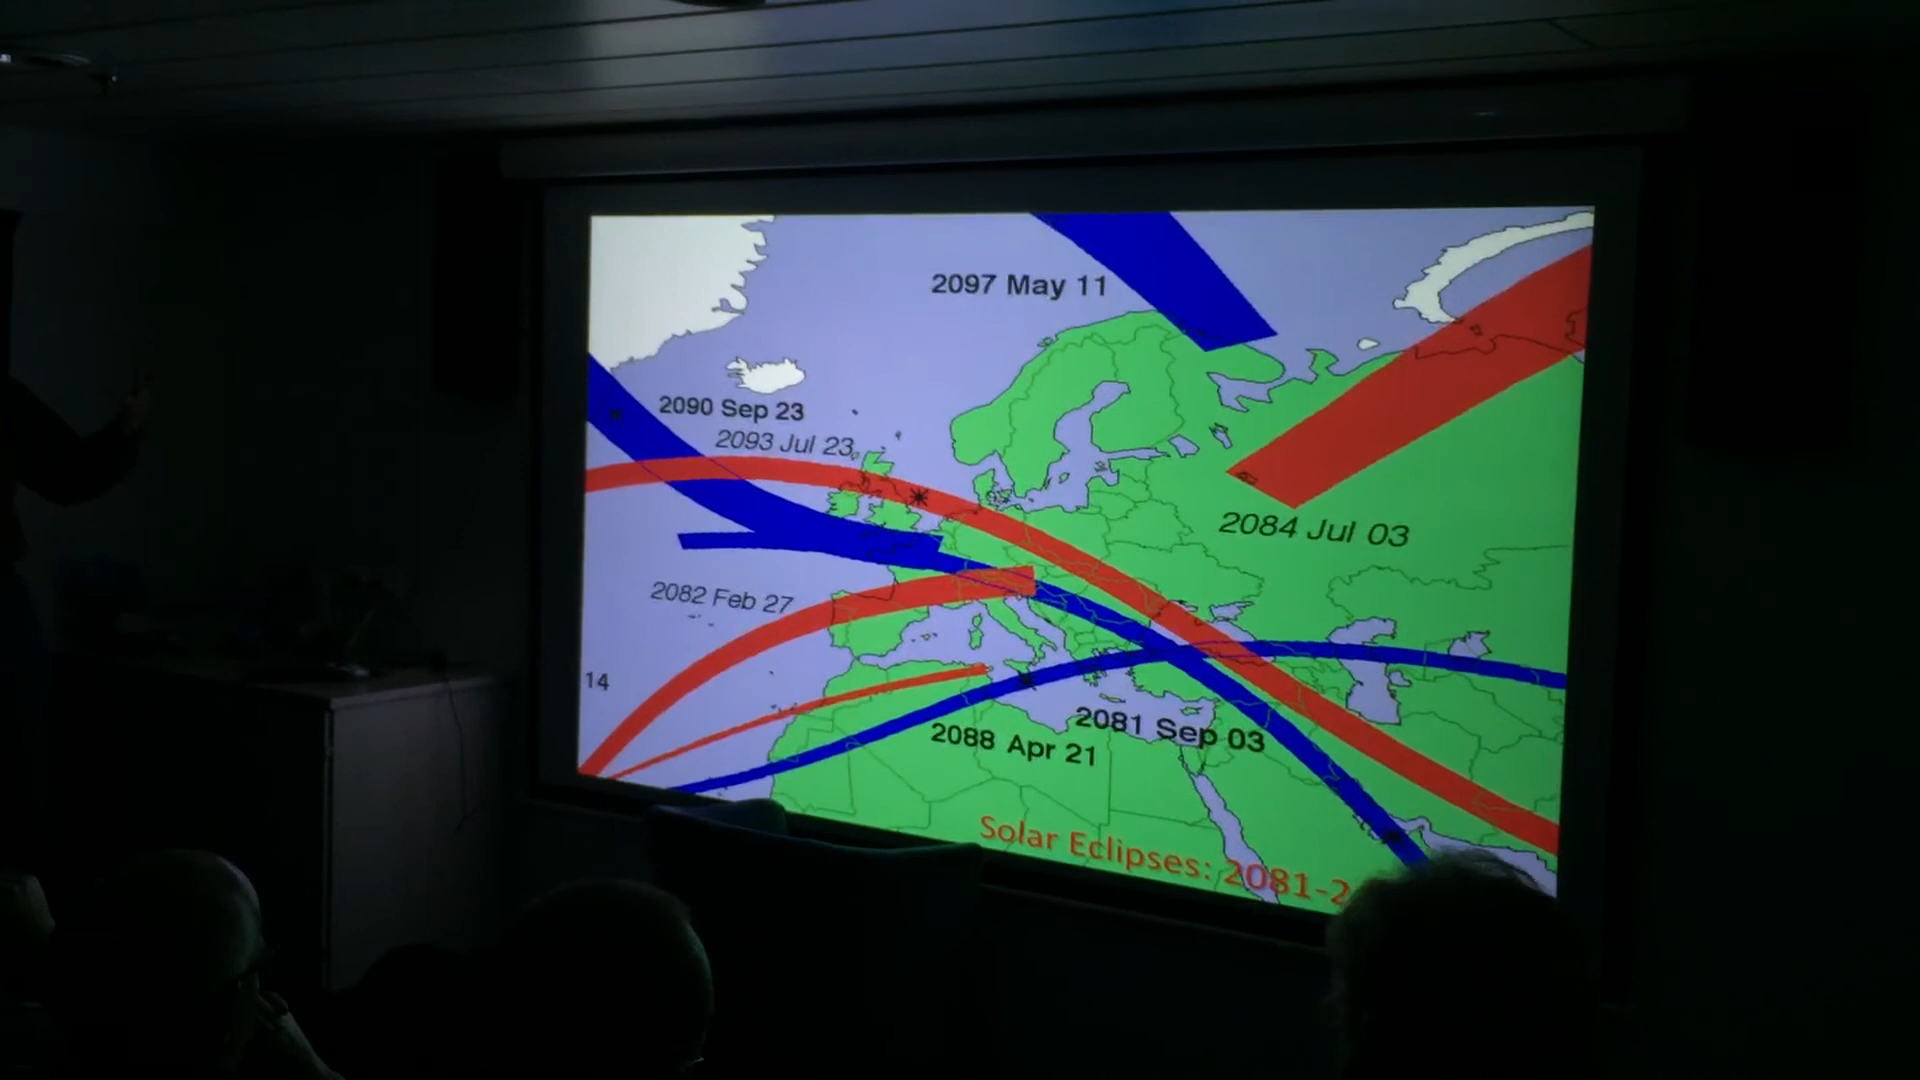 2097 May 11
2090 Sep 23
2093 Jul 23
2084 Jul 03
2082 Feb 27
14
2081 Sep 03
2088 Apr 21
Solar Eclipses: 2081-2